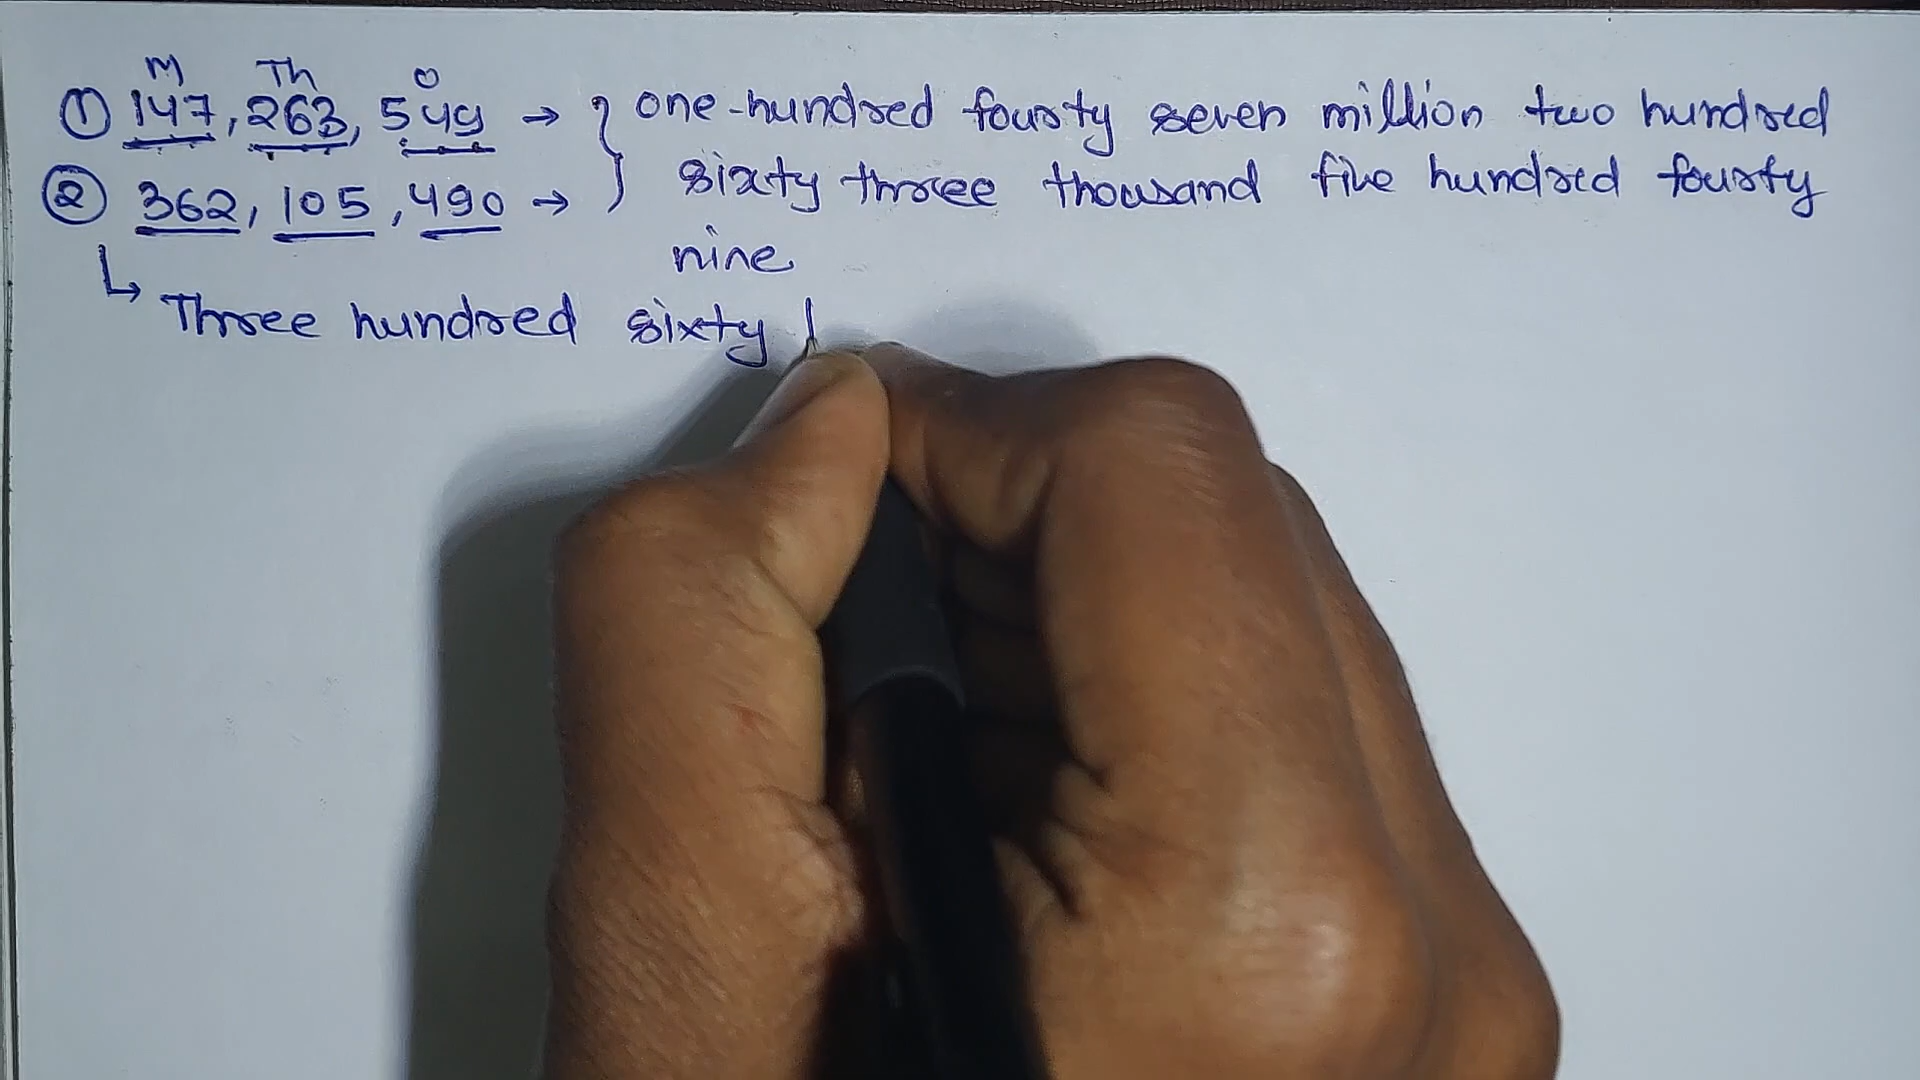 M Th O
① 147, 263, 549 → } one-hundred fourty seven million two hundred
② 362, 105, 490 → sixty three thousand five hundred fourty
nine
↳ Three hundred sixty